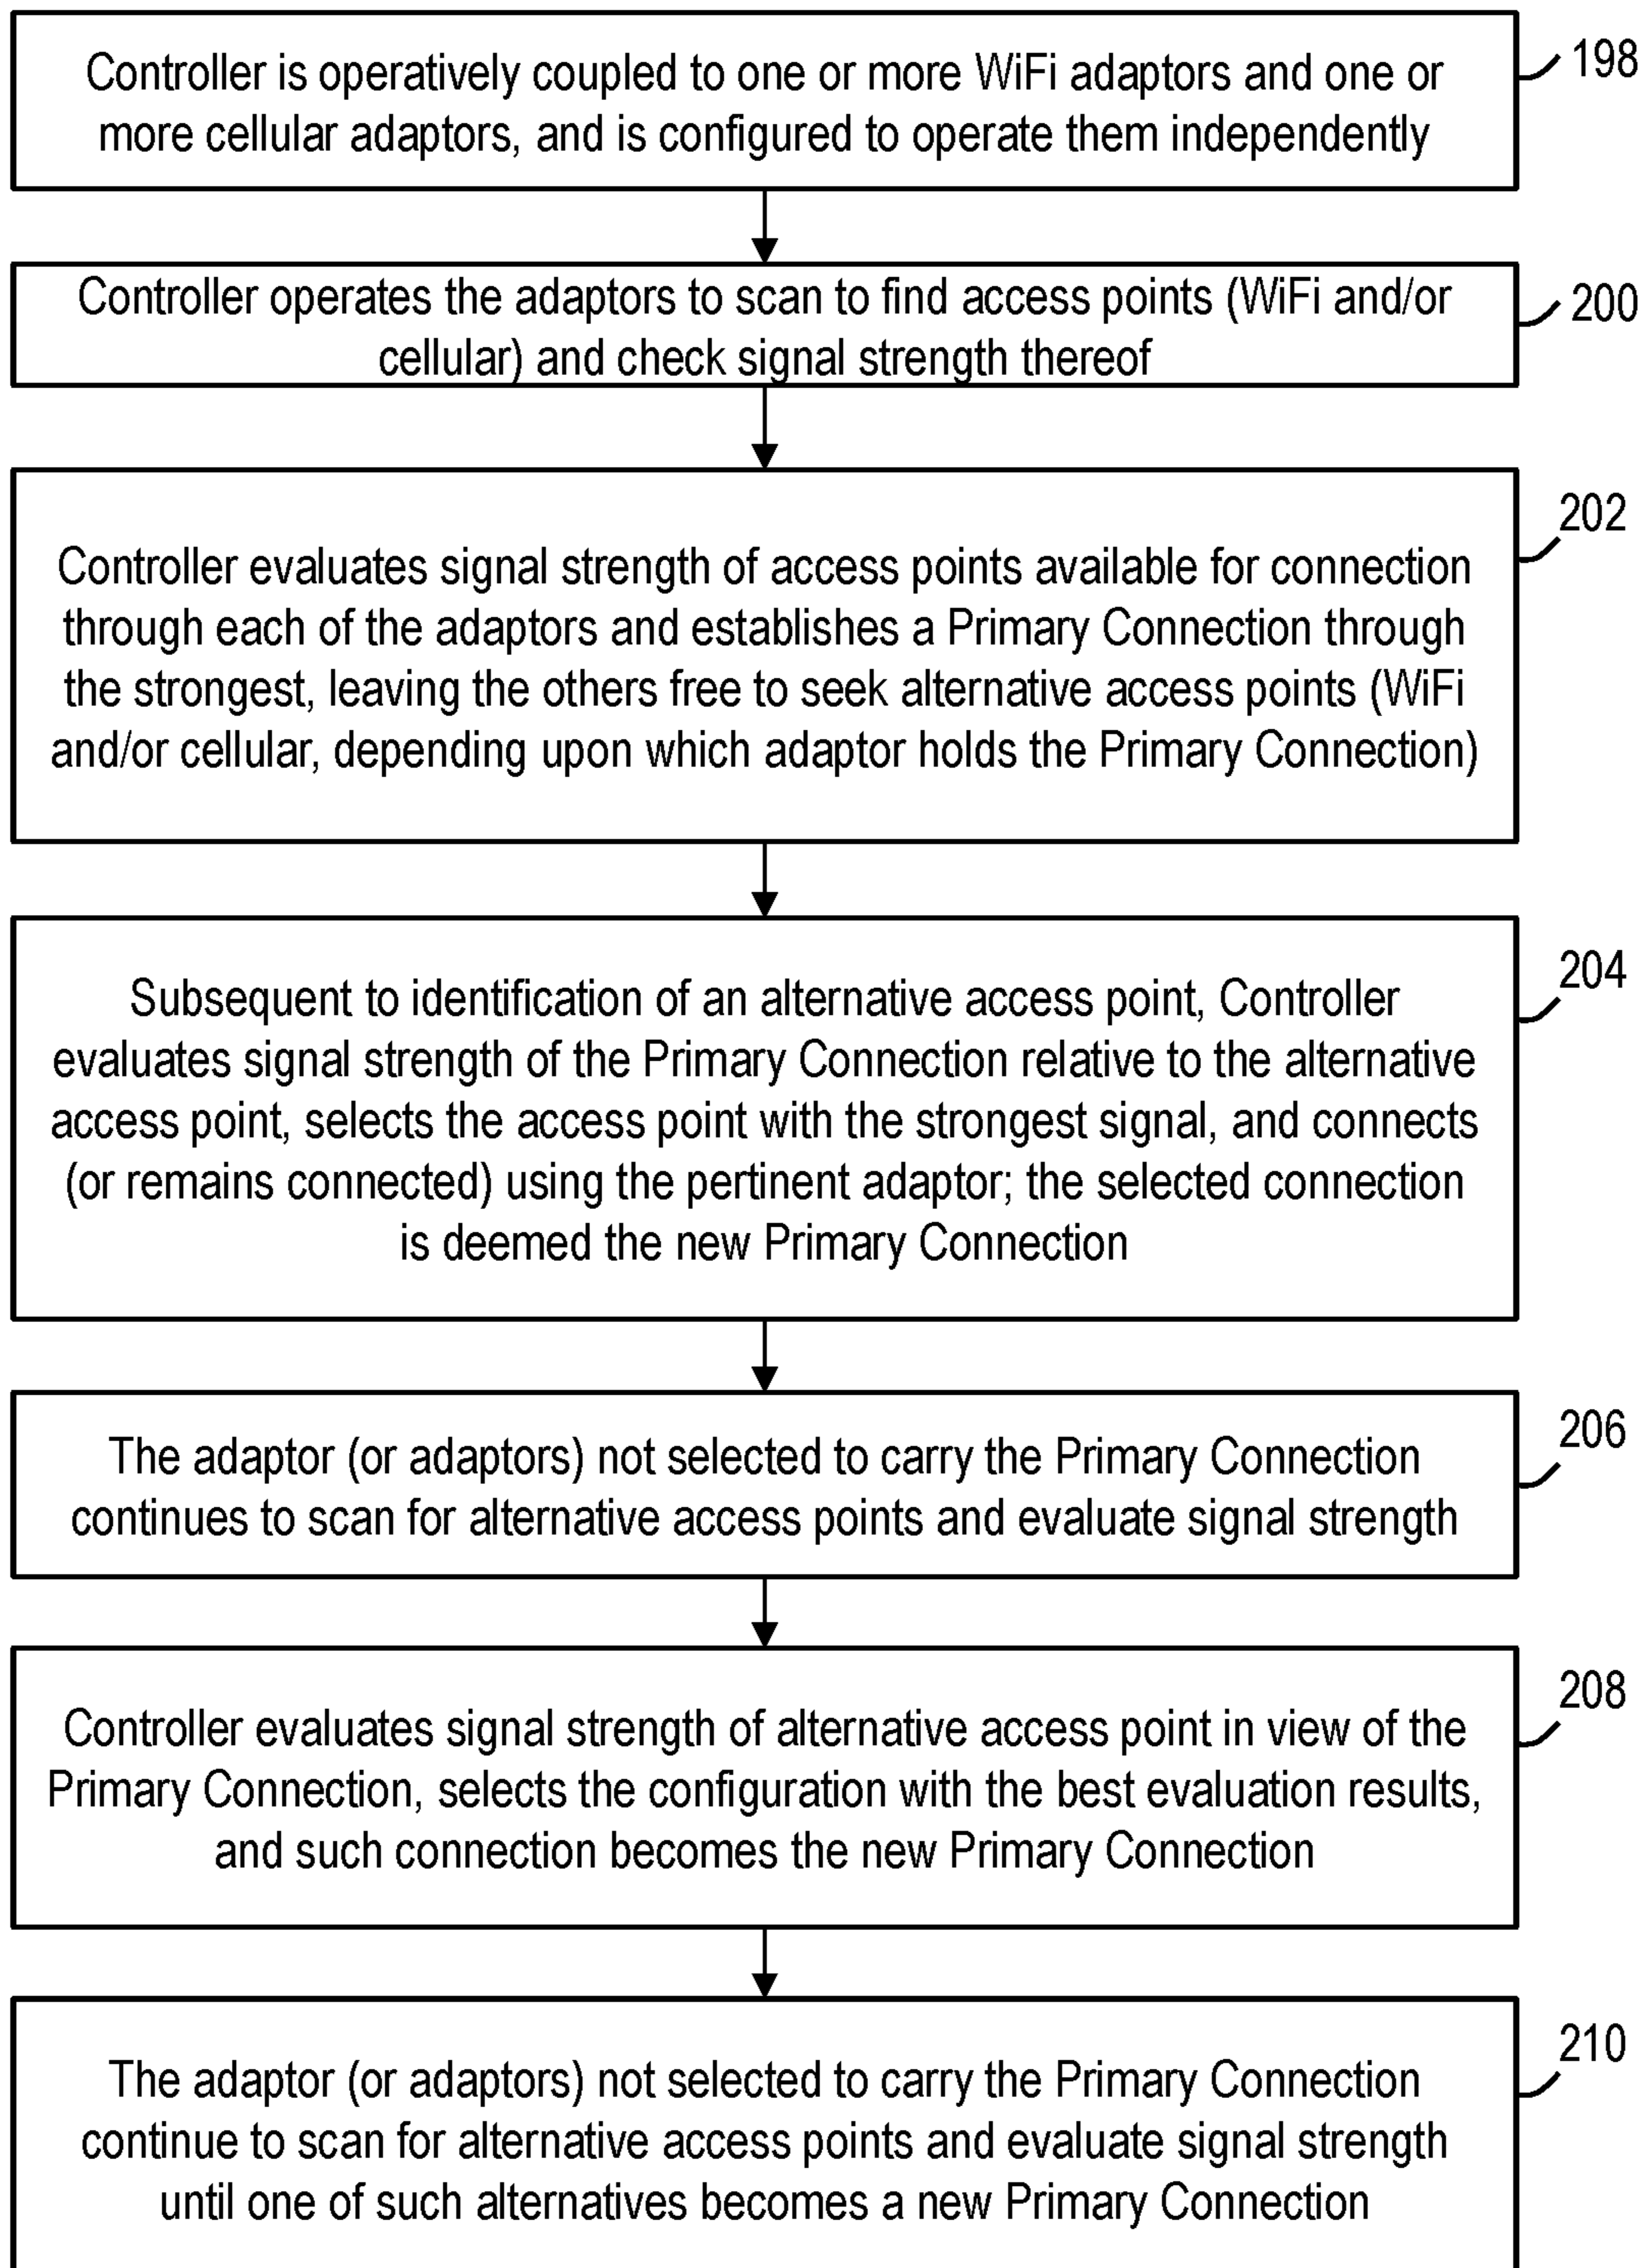 Controller is operatively coupled to one or more WiFi adaptors and one or
more cellular adaptors, and is configured to operate them independently
198
Controller operates the adaptors to scan to find access points (WiFi and/or
cellular) and check signal strength thereof
200
Controller evaluates signal strength of access points available for connection
through each of the adaptors and establishes a Primary Connection through
the strongest, leaving the others free to seek alternative access points (WiFi
and/or cellular, depending upon which adaptor holds the Primary Connection)
202
Subsequent to identification of an alternative access point, Controller
evaluates signal strength of the Primary Connection relative to the alternative
access point, selects the access point with the strongest signal, and connects
(or remains connected) using the pertinent adaptor; the selected connection
is deemed the new Primary Connection
204
The adaptor (or adaptors) not selected to carry the Primary Connection
continues to scan for alternative access points and evaluate signal strength
206
Controller evaluates signal strength of alternative access point in view of the
Primary Connection, selects the configuration with the best evaluation results,
and such connection becomes the new Primary Connection
208
The adaptor (or adaptors) not selected to carry the Primary Connection
continue to scan for alternative access points and evaluate signal strength
until one of such alternatives becomes a new Primary Connection
210